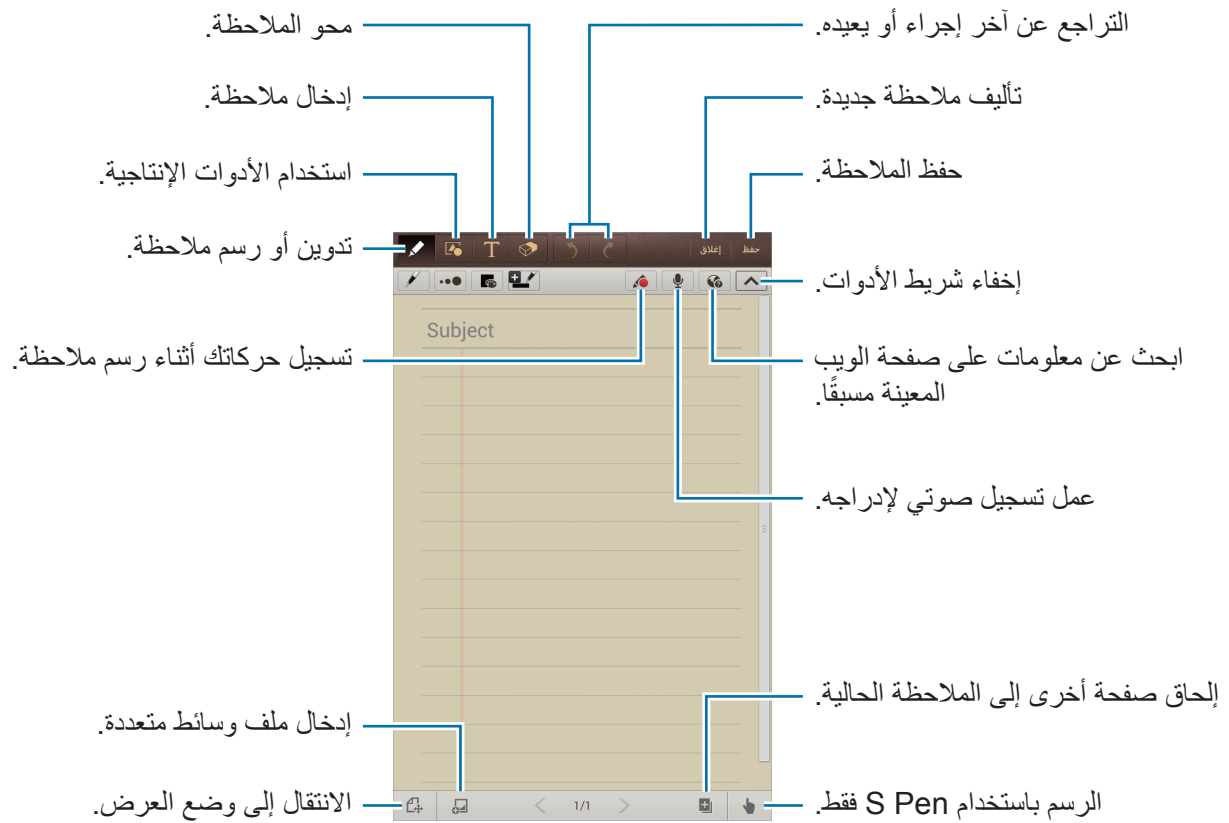 التراجع عن آخر إجراء أو يعيده.
محو الملاحظة.
تأليف ملاحظة جديدة.
إدخال ملاحظة.
حفظ الملاحظة.
استخدام الأدوات الإنتاجية.
تدوين أو رسم ملاحظة.
حفظ
إغلاق
T
إخفاء شريط الأدوات.
Subject
ابحث عن معلومات على صفحة الويب
المعينة مسبقًا.
تسجيل حركاتك أثناء رسم ملاحظة.
عمل تسجيل صوتي لإدراجه.
إلحاق صفحة أخرى إلى الملاحظة الحالية.
إدخال ملف وسائط متعددة.
الرسم باستخدام S Pen فقط.
1/1
الانتقال إلى وضع العرض.